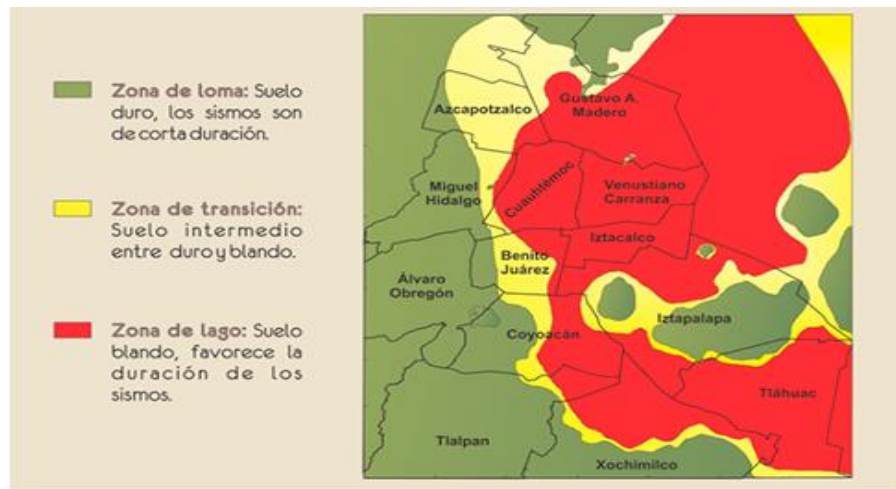 Zona de loma: Suelo
duro, los sismos son
de corta duración.
Zona de transición:
Suelo intermedio
entre duro y blando.
Zona de lago: Suelo
blando, favorece la
duración de los
sismos.
Gustavo A.
Madero
Azcapotzalco
Miguel
Hidalgo
Cuauhtémoc
Venustiano
Carranza
Iztacalco
Benito
Juárez
Álvaro
Obregón
Iztapalapa
Coyoacán
Tláhuac
Tlalpan
Xochimilco